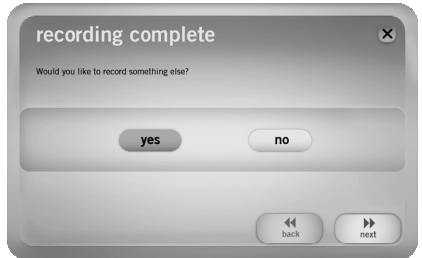 recording complete
Would you like to record something else?
yes
no
back
next